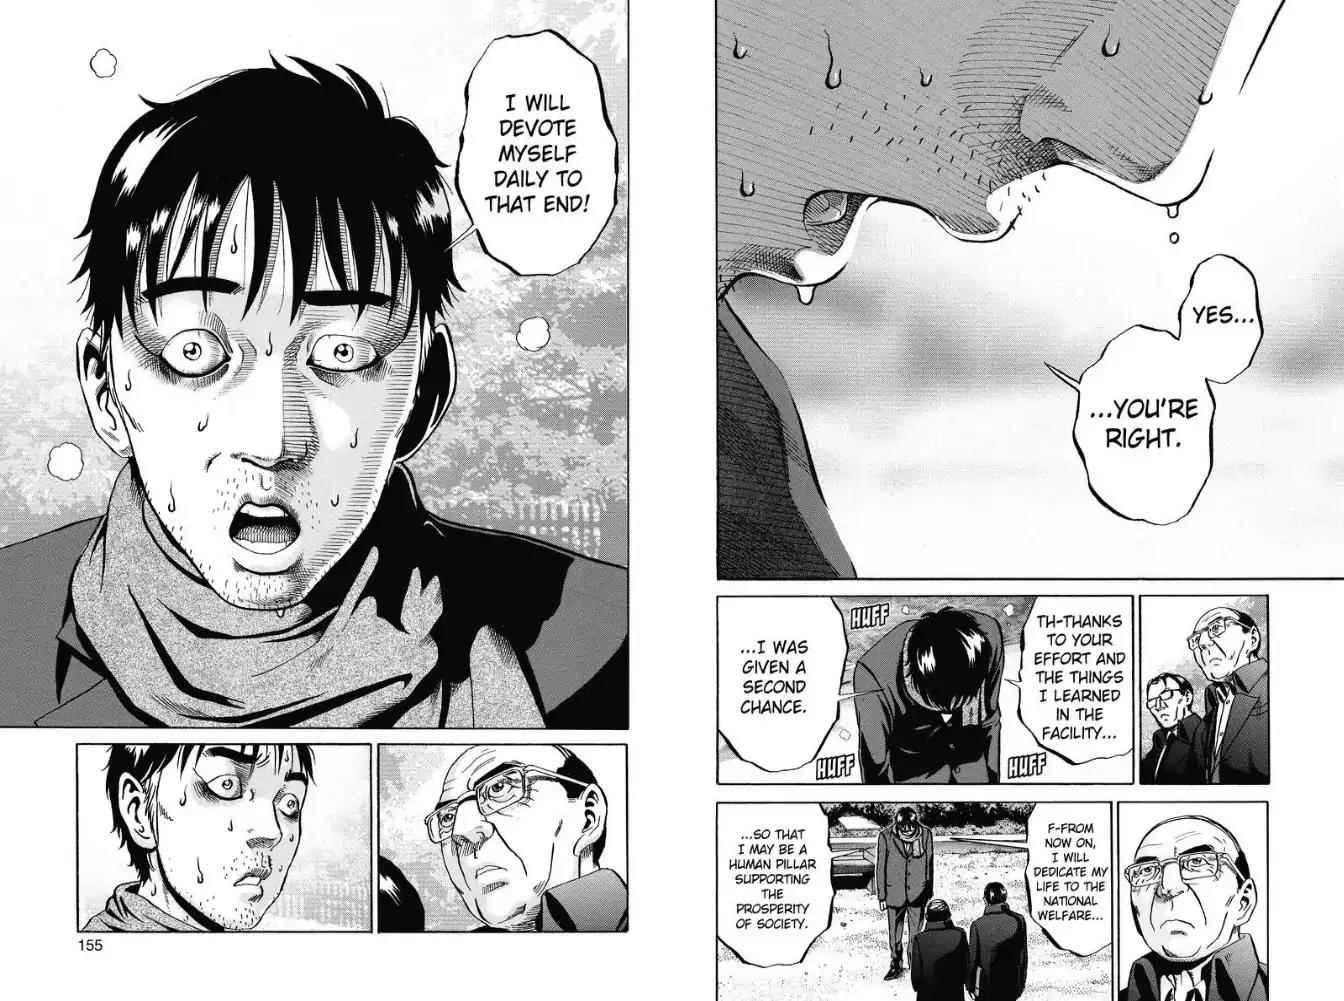 YES...
...YOU'RE
RIGHT.
TH-THANKS
TO YOUR
EFFORT AND
THE THINGS
I LEARNED
IN THE
FACILITY...
HUFF
HUFF
HUFF
...I WAS
GIVEN A
SECOND
CHANCE.
F-FROM
NOW ON,
I WILL
DEDICATE MY
LIFE TO THE
NATIONAL
WELFARE...
...SO THAT
I MAY BE A
HUMAN PILLAR
SUPPORTING
THE
PROSPERITY
OF SOCIETY.
I WILL
DEVOTE
MYSELF
DAILY TO
THAT END!
155